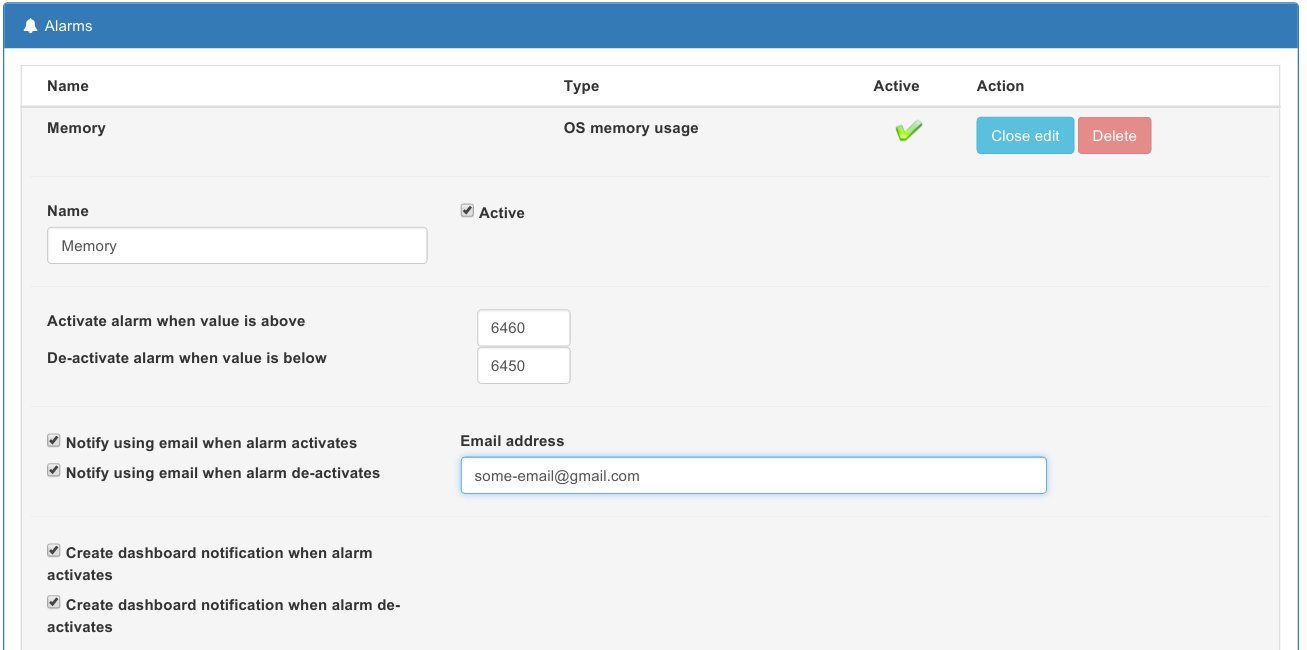 Alarms
Name Type Active Action
Memory OS memory usage Close edit Delete
Name Active
Memory
Activate alarm when value is above 6460
De-activate alarm when value is below 6450
Notify using email when alarm activates Email address
Notify using email when alarm de-activates some-email@gmail.com
Create dashboard notification when alarm
activates
Create dashboard notification when alarm de-
activates